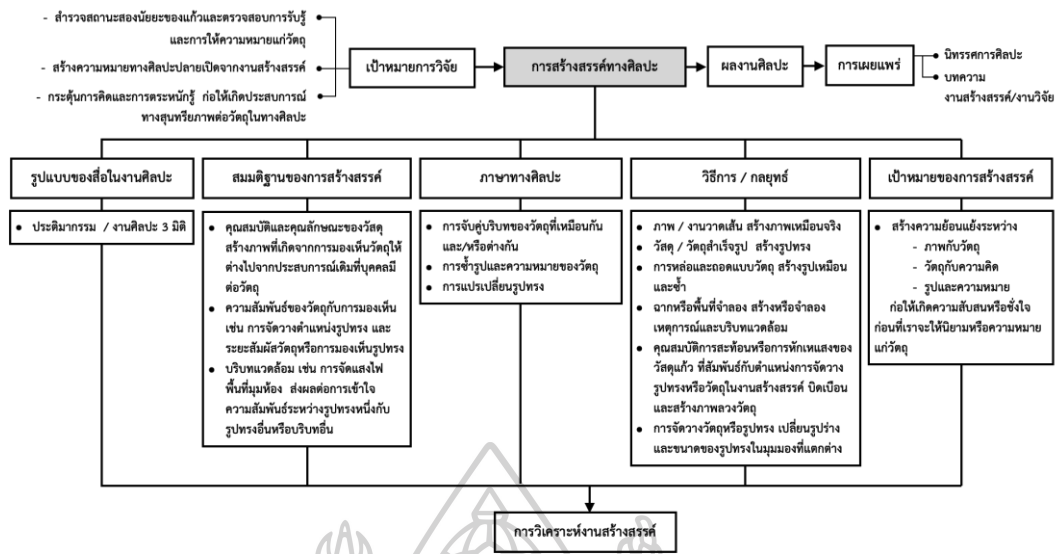 - สำรวจสถานะสองนัยยะของแก้วและตรวจสอบการรับรู้
และการให้ความหมายแก่วัตถุ
- สร้างความหมายทางศิลปะปลายเปิดจากงานสร้างสรรค์
- กระตุ้นการคิดและการตระหนักรู้ ก่อให้เกิดประสบการณ์
ทางสุนทรียภาพต่อวัตถุในทางศิลปะ
เป้าหมายการวิจัย
การสร้างสรรค์ทางศิลปะ
ผลงานศิลปะ
การเผยแพร่
• นิทรรศการศิลปะ
• บทความ
งานสร้างสรรค์/งานวิจัย
รูปแบบของสื่อในงานศิลปะ
• ประติมากรรม / งานศิลปะ 3 มิติ
สมมติฐานของการสร้างสรรค์
• คุณสมบัติและคุณลักษณะของวัสดุ
สร้างภาพที่เกิดจากการมองเห็นวัตถุให้
ต่างไปจากประสบการณ์เดิมที่บุคคลมี
ต่อวัตถุ
• ความสัมพันธ์ของวัตถุกับการมองเห็น
เช่น การจัดวางตำแหน่งรูปทรง และ
ระยะสัมผัสวัตถุหรือการมองเห็นรูปทรง
• บริบทแวดล้อม เช่น การจัดแสงไฟ
พื้นที่มุมห้อง ส่งผลต่อการเข้าใจ
ความสัมพันธ์ระหว่างรูปทรงหนึ่งกับ
รูปทรงอื่นหรือบริบทอื่น
ภาษาทางศิลปะ
• การจับคู่บริบทของวัตถุที่เหมือนกัน
และ/หรือต่างกัน
• การซ้ำรูปและความหมายของวัตถุ
• การแปรเปลี่ยนรูปทรง
วิธีการ / กลยุทธ์
• ภาพ / งานวาดเส้น สร้างภาพเหมือนจริง
• วัสดุ / วัตถุสำเร็จรูป สร้างรูปทรง
• การหล่อและถอดแบบวัตถุ สร้างรูปเหมือน
และซ้ำ
• ฉากหรือพื้นที่จำลอง สร้างหรือจำลอง
เหตุการณ์และบริบทแวดล้อม
• คุณสมบัติการสะท้อนหรือการหักเหแสงของ
วัสดุแก้ว ที่สัมพันธ์กับตำแหน่งการจัดวาง
รูปทรงหรือวัตถุในงานสร้างสรรค์ บิดเบือน
และสร้างภาพลวงวัตถุ
• การจัดวางวัตถุหรือรูปทรง เปลี่ยนรูปร่าง
และขนาดของรูปทรงในมุมมองที่แตกต่าง
เป้าหมายของการสร้างสรรค์
• สร้างความย้อนแย้งระหว่าง
- ภาพกับวัตถุ
- วัตถุกับความคิด
- รูปและความหมาย
ก่อให้เกิดความสับสนหรือชั่งใจ
ก่อนที่เราจะให้นิยามหรือความหมาย
แก่วัตถุ
การวิเคราะห์งานสร้างสรรค์